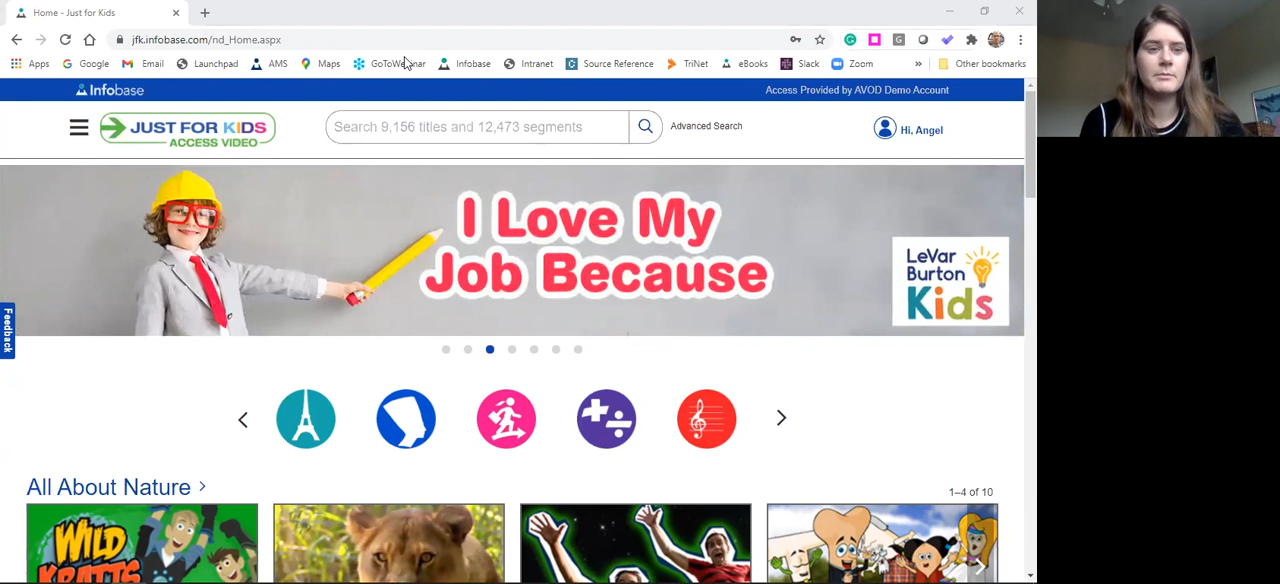 Home - Just for Kids
jfk.infobase.com/nd_Home.aspx
Apps Google Email Launchpad AMS Maps GoToWebinar Infobase Intranet Source Reference TriNet eBooks Slack Zoom » Other bookmarks
Infobase
Access Provided by AVOD Demo Account
JUST FOR KIDS
ACCESS VIDEO
Search 9,156 titles and 12,473 segments
Advanced Search
Hi, Angel
I Love My
Job Because
LeVar
Burton
Kids
Feedback
All About Nature >
1–4 of 10
WILD
KRATTS